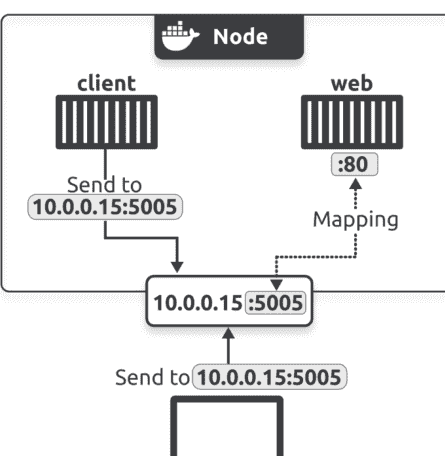 Node
client
web
:80
Send to
10.0.0.15:5005
Mapping
10.0.0.15 :5005
Send to 10.0.0.15:5005